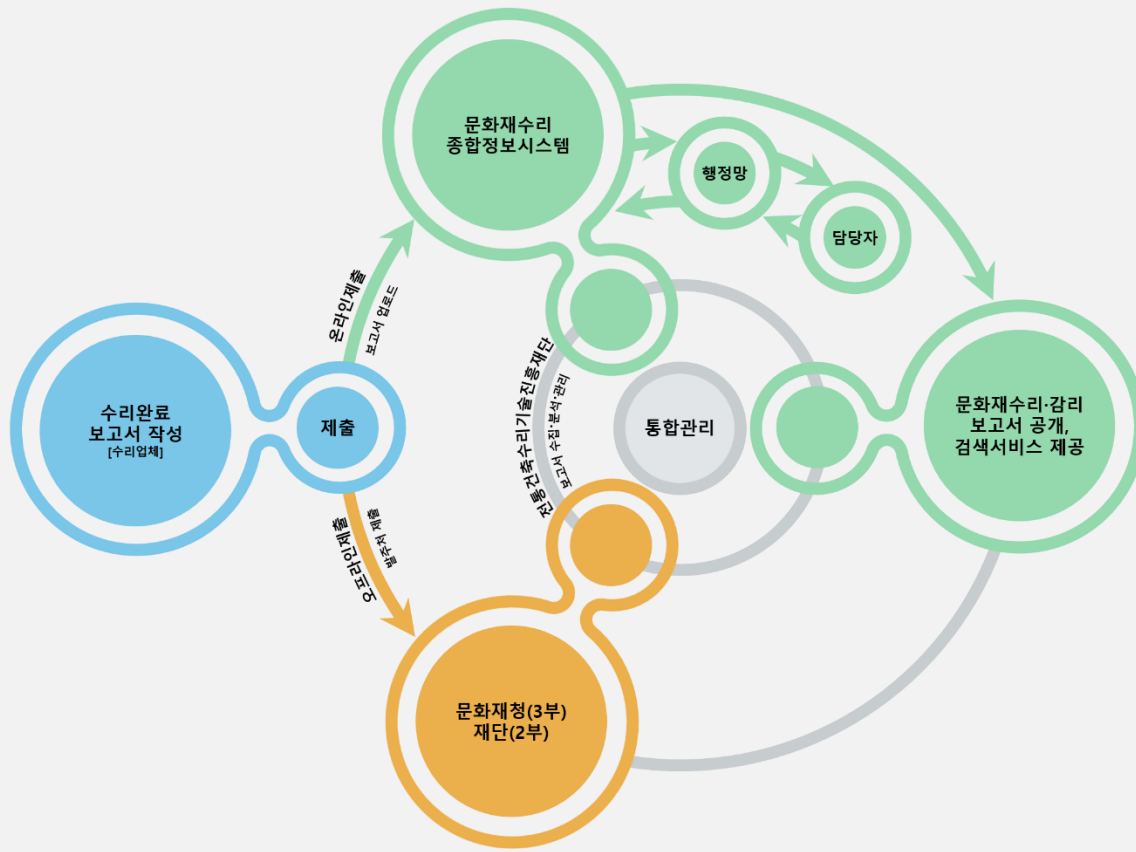 문화재수리
종합정보시스템
행정망
담당자
온라인제출
보고서 업로드
수리완료
보고서 작성
[수리업체]
제출
전통건축수리기술진흥재단
보고서 수집·분석·관리
통합관리
문화재수리·감리
보고서 공개,
검색서비스 제공
오프라인제출
발주처 제출
문화재청(3부)
재단(2부)